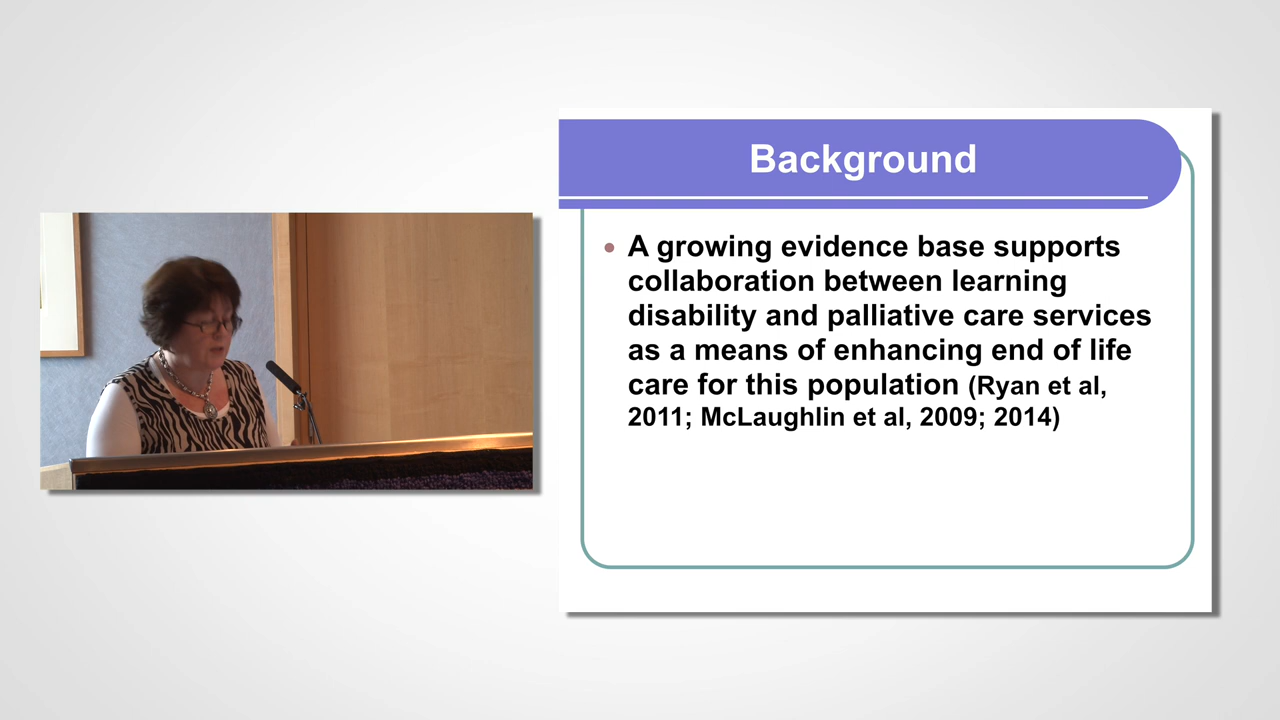 Background
A growing evidence base supports
collaboration between learning
disability and palliative care services
as a means of enhancing end of life
care for this population (Ryan et al,
2011; McLaughlin et al, 2009; 2014)